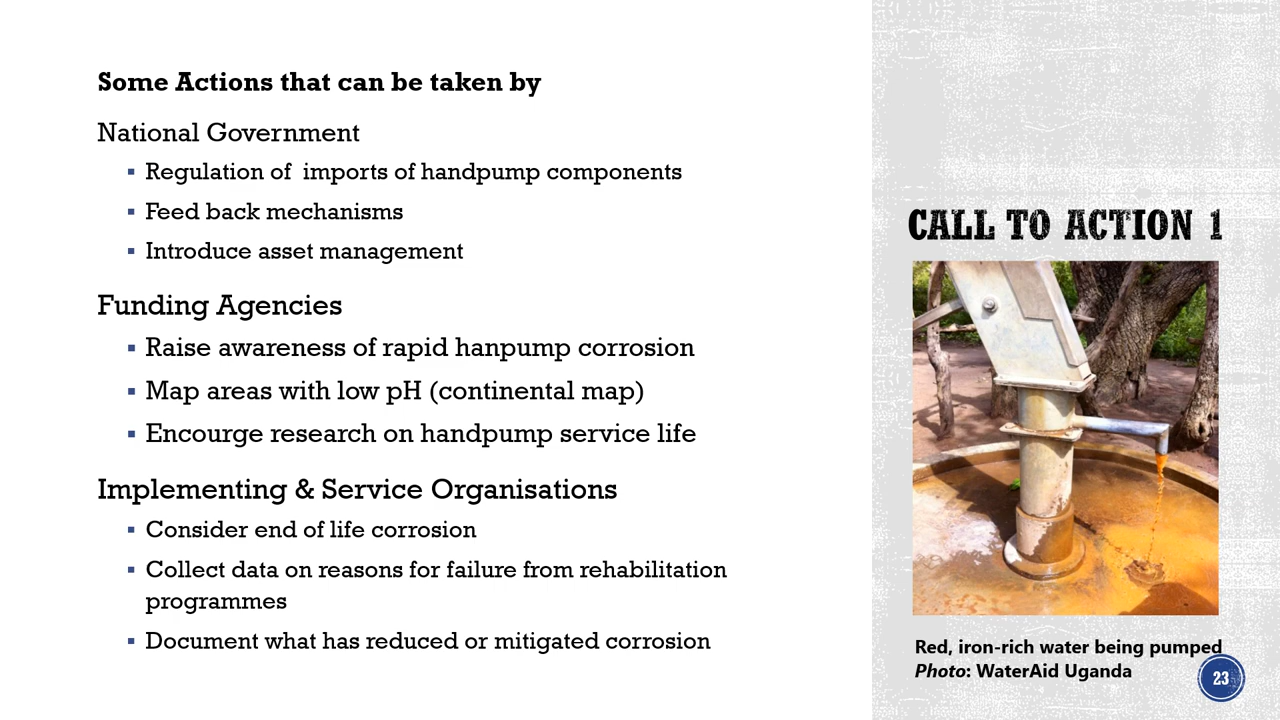 Some Actions that can be taken by
National Government
▪ Regulation of  imports of handpump components
▪ Feed back mechanisms
▪ Introduce asset management
Funding Agencies
▪ Raise awareness of rapid hanpump corrosion
▪ Map areas with low pH (continental map)
▪ Encourge research on handpump service life
Implementing & Service Organisations
▪ Consider end of life corrosion
▪ Collect data on reasons for failure from rehabilitation
programmes
▪ Document what has reduced or mitigated corrosion
CALL TO ACTION 1
Red, iron-rich water being pumped
Photo: WaterAid Uganda
23